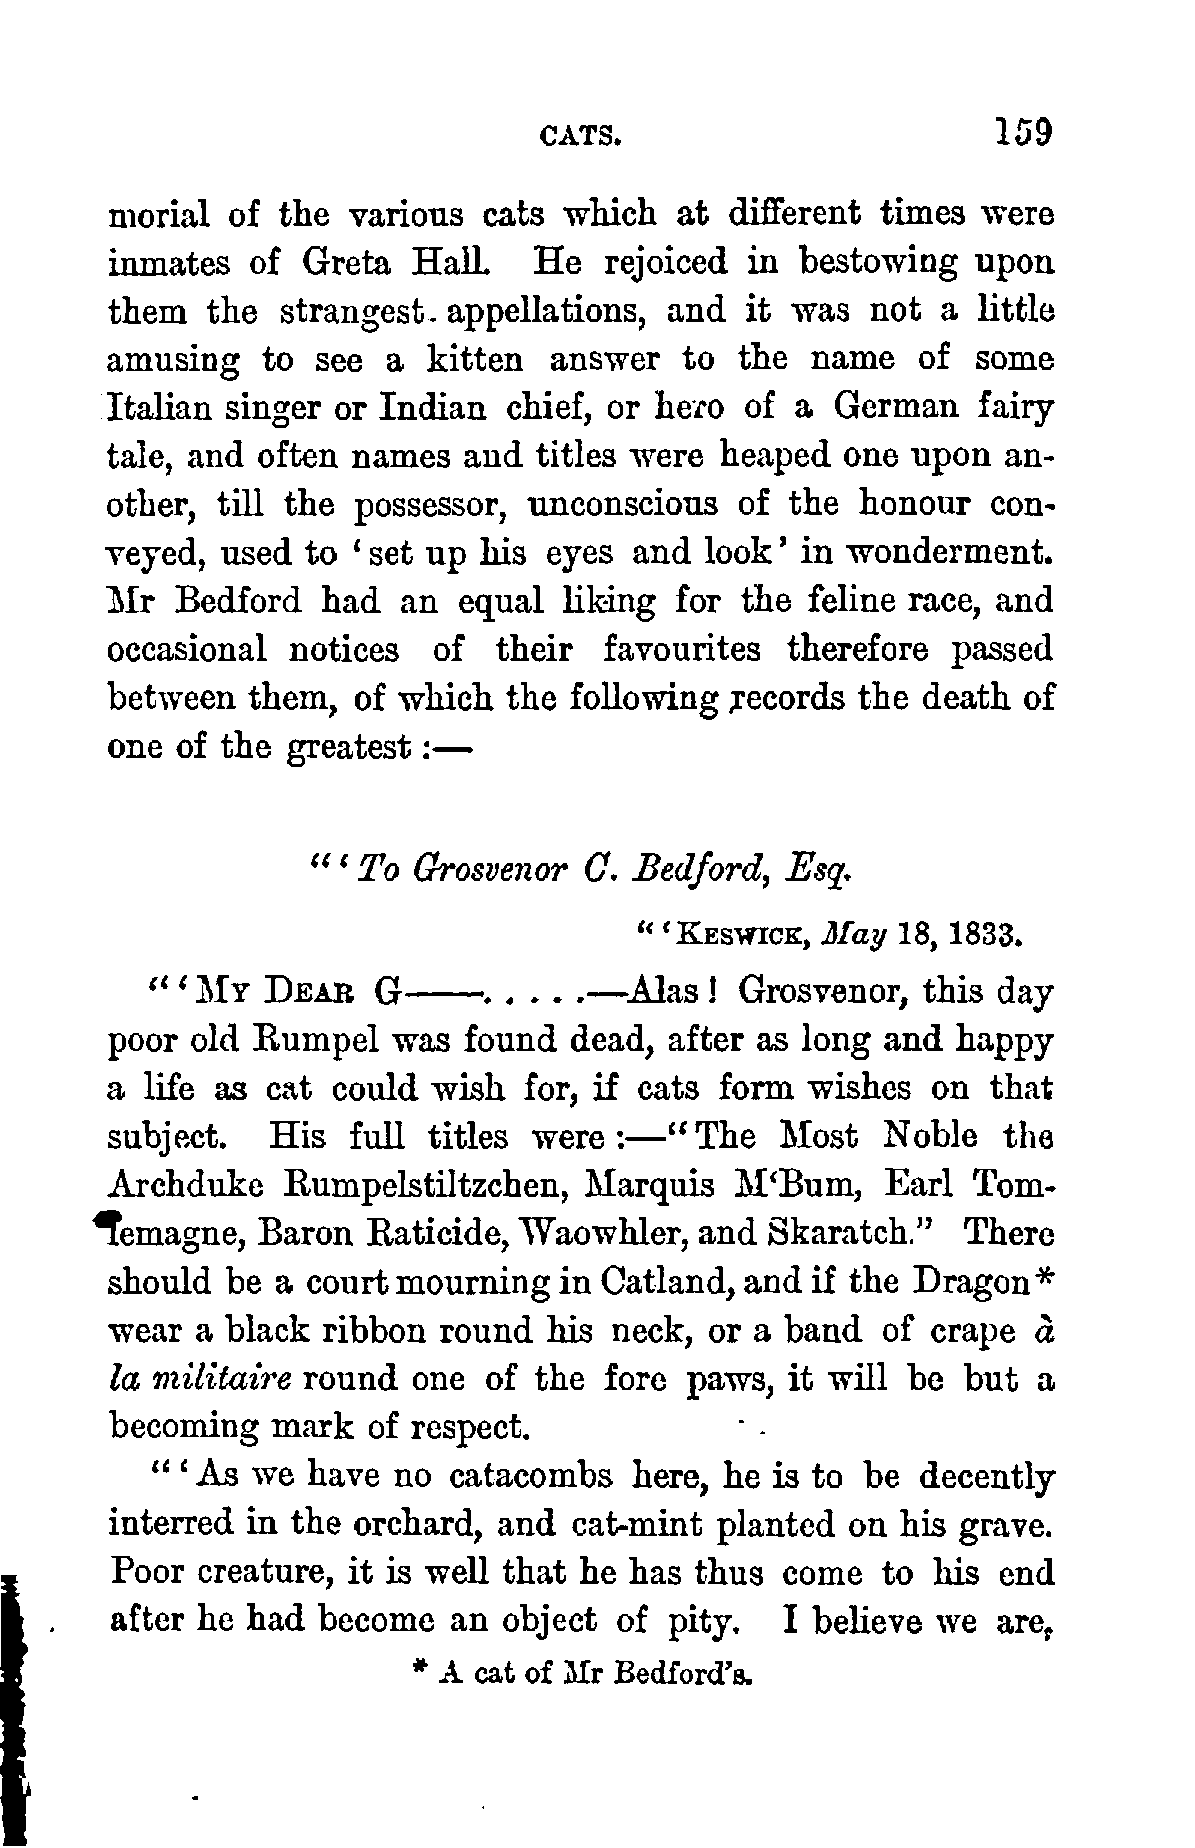 CATS. 159
morial of the various cats which at different times were
inmates of Greta Hall. He rejoiced in bestowing upon
them the strangest appellations, and it was not a little
amusing to see a kitten answer to the name of some
Italian singer or Indian chief, or hero of a German fairy
tale, and often names and titles were heaped one upon an-
other, till the possessor, unconscious of the honour con-
veyed, used to ‘set up his eyes and look’ in wonderment.
Mr Bedford had an equal liking for the feline race, and
occasional notices of their favourites therefore passed
between them, of which the following records the death of
one of the greatest :—
“‘To Grosvenor C. Bedford, Esq.
“‘KESWICK, May 18, 1833.
“‘MY DEAR G——. . . . .—Alas! Grosvenor, this day
poor old Rumpel was found dead, after as long and happy
a life as cat could wish for, if cats form wishes on that
subject. His full titles were :—“The Most Noble the
Archduke Rumpelstiltzchen, Marquis M‘Bum, Earl Tom-
lemagne, Baron Raticide, Waowhler, and Skaratch.” There
should be a court mourning in Catland, and if the Dragon*
wear a black ribbon round his neck, or a band of crape à
la militaire round one of the fore paws, it will be but a
becoming mark of respect.
“‘As we have no catacombs here, he is to be decently
interred in the orchard, and cat-mint planted on his grave.
Poor creature, it is well that he has thus come to his end
after he had become an object of pity. I believe we are,
* A cat of Mr Bedford’s.